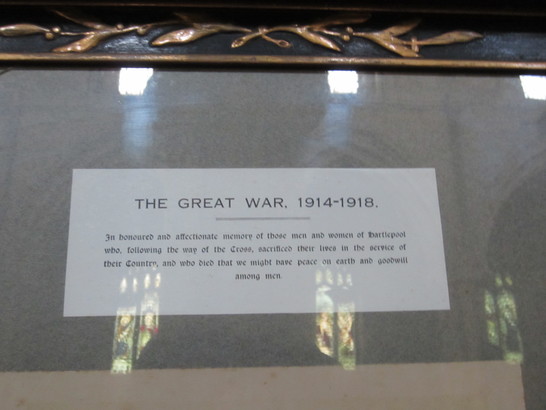 THE GREAT WAR, 1914-1918.
In honoured and affectionate memory of those men and women of Hartlepool
who, following the way of the Cross, sacrificed their lives in the service of
their Country, and who died that we might have peace on earth and goodwill
among men.